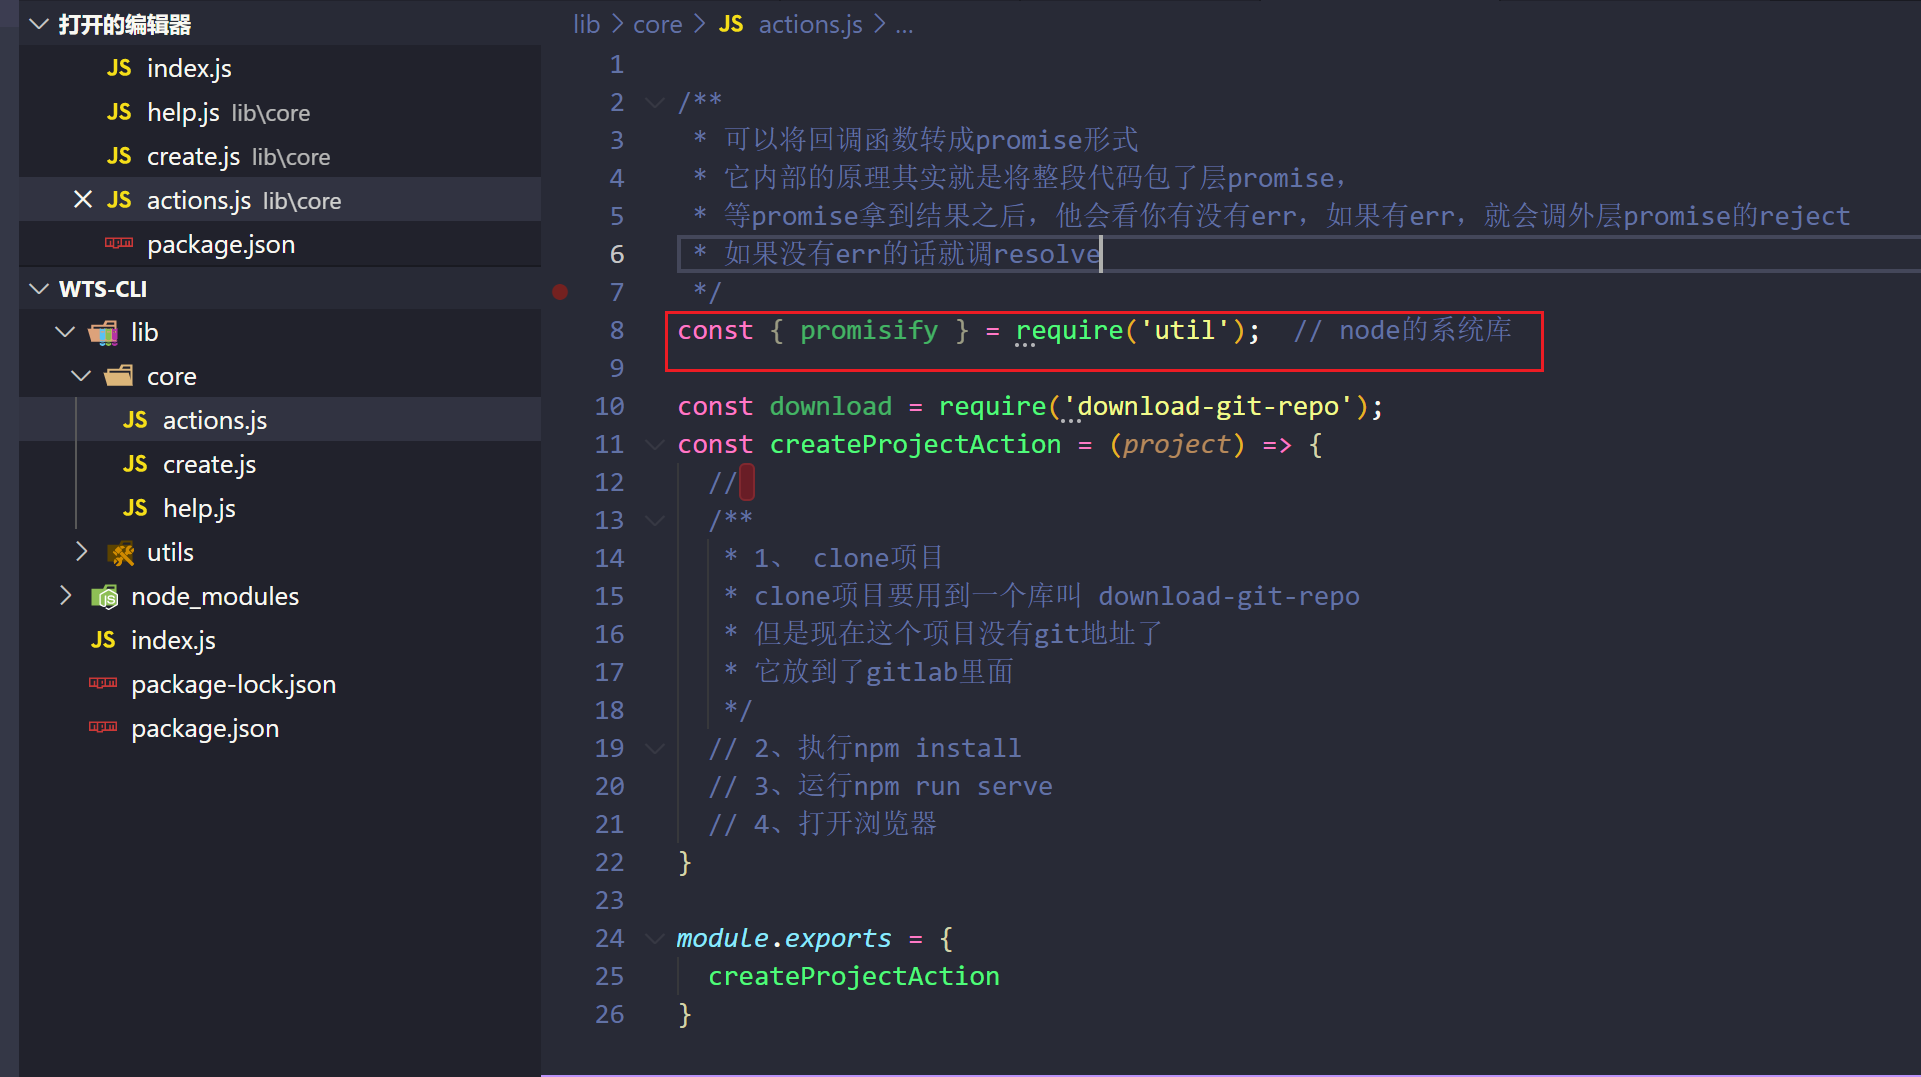 打开的编辑器
JS index.js
JS help.js lib\core
JS create.js lib\core
JS actions.js lib\core
package.json
WTS-CLI
lib
core
JS actions.js
JS create.js
JS help.js
utils
node_modules
JS index.js
package-lock.json
package.json
lib > core > JS actions.js > ...
1
2 /**
3 * 可以将回调函数转成promise形式
4 * 它内部的原理其实就是将整段代码包了层promise，
5 * 等promise拿到结果之后，他会看你有没有err，如果有err，就会调外层promise的reject
6 * 如果没有err的话就调resolve
7 */
8 const { promisify } = require('util');  // node的系统库
9
10 const download = require('download-git-repo');
11 const createProjectAction = (project) => {
12 //
13 /**
14 * 1、 clone项目
15 * clone项目要用到一个库叫 download-git-repo
16 * 但是现在这个项目没有git地址了
17 * 它放到了gitlab里面
18 */
19 // 2、执行npm install
20 // 3、运行npm run serve
21 // 4、打开浏览器
22 }
23
24 module.exports = {
25 createProjectAction
26 }